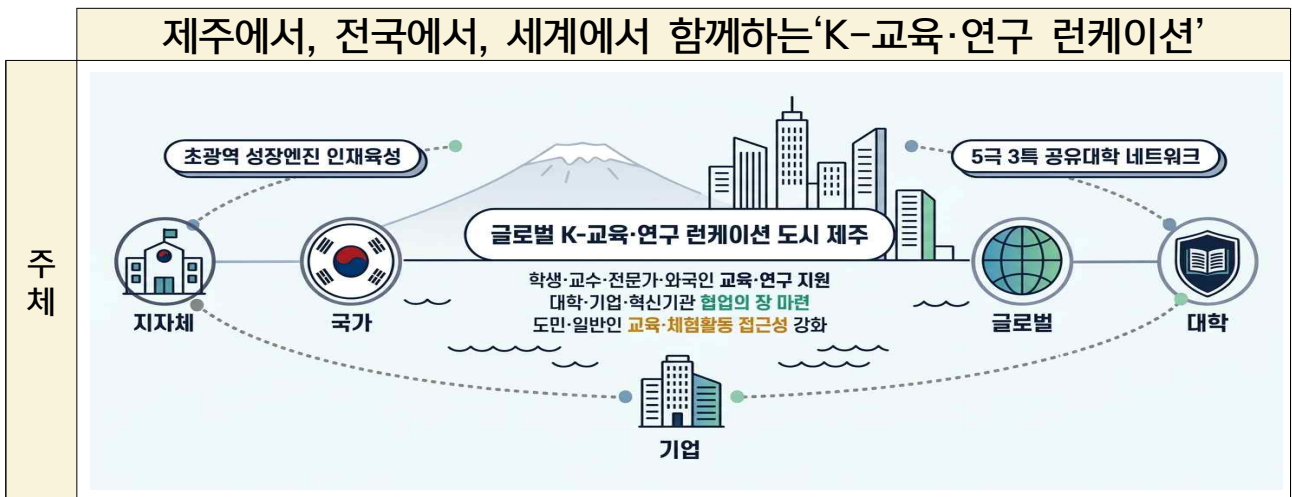 제주에서, 전국에서, 세계에서 함께하는‘K-교육·연구 런케이션’
주
체
초광역 성장엔진 인재육성
5극 3특 공유대학 네트워크
글로벌 K-교육·연구 런케이션 도시 제주
학생·교수·전문가·외국인 교육·연구 지원
대학·기업·혁신기관 협업의 장 마련
도민·일반인 교육·체험활동 접근성 강화
지자체
국가
글로벌
대학
기업